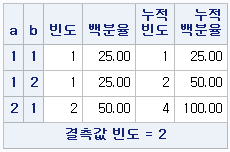 a b 빈도 백분율 누적 빈도 누적 백분율
1 1 1 25.00 1 25.00
1 2 1 25.00 2 50.00
2 1 2 50.00 4 100.00
결측값 빈도 = 2